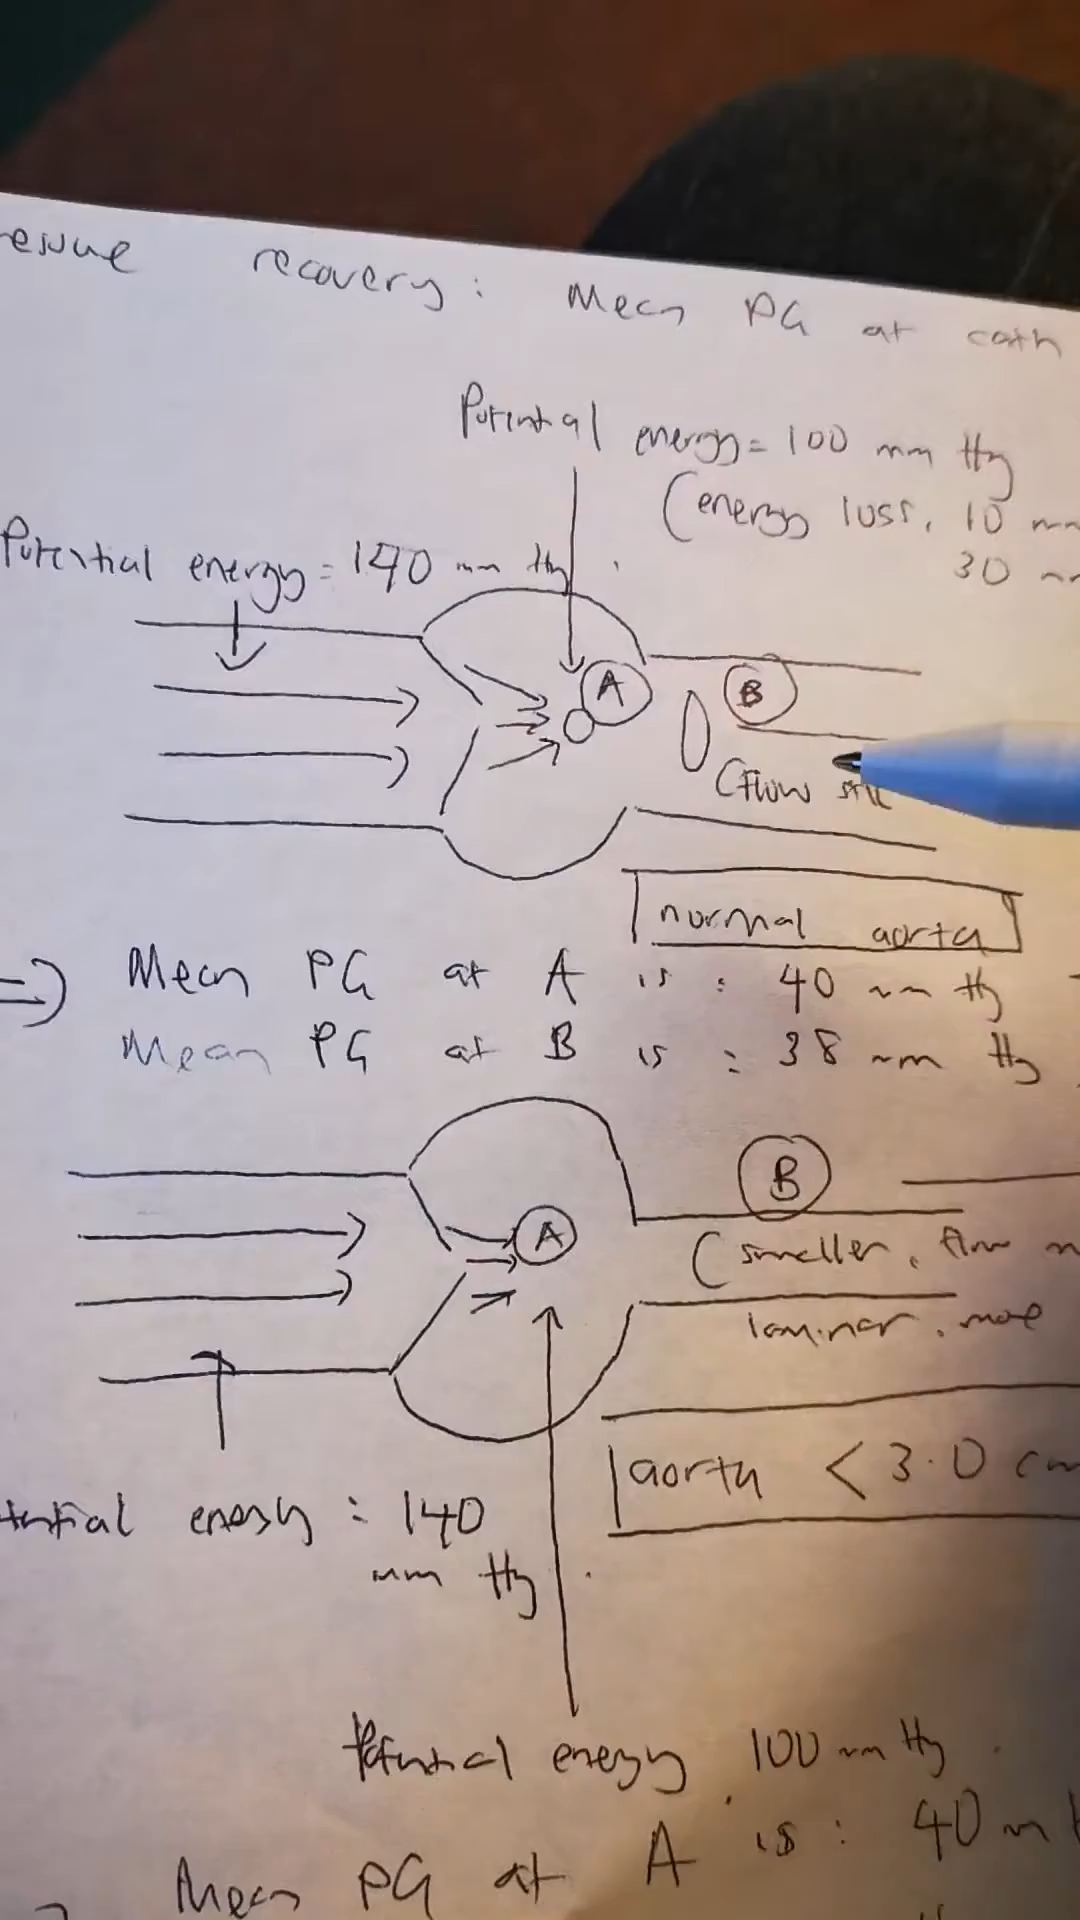 recovery: Mean PG at cath
Potential energy = 100 mm Hg
(energy loss, 10 mm
30
Potential energy = 140 mm Hg.
A
B
(Flow still
normal aorta
=> Mean PG at A is : 40 mm Hg
Mean PG at B is : 38 mm Hg
B
A
(smaller, flow
laminar, more
aorta < 3.0 cm
energy : 140
mm Hg.
Potential energy 100 mm Hg.
Mean PG at A is : 40 m